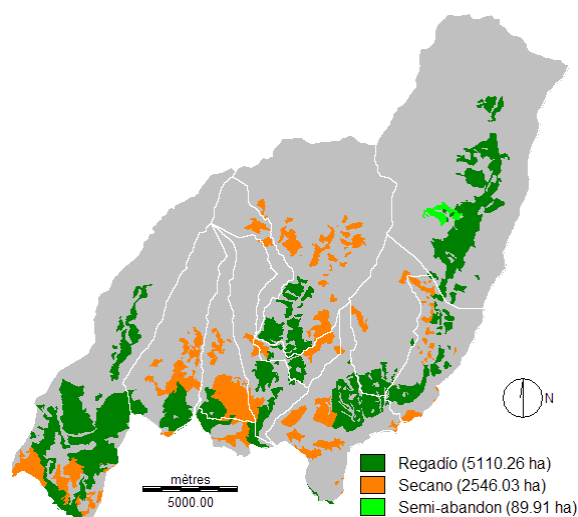 N
mètres
5000.00
Regadío (5110.26 ha)
Secano (2546.03 ha)
Semi-abandon (89.91 ha)